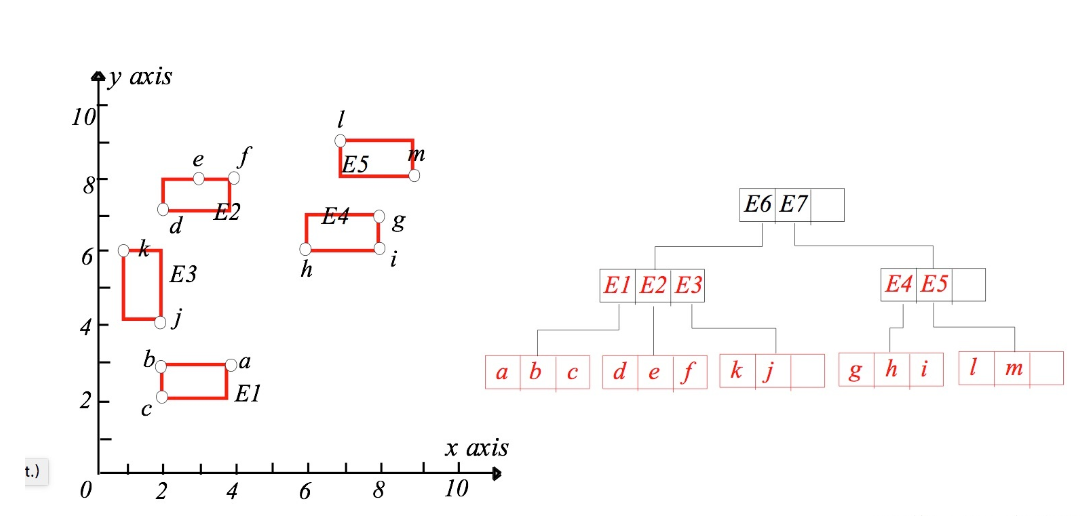 y axis
10
l
e f
E5 m
8
E2
d
E4 g
6 k
h i
E3
4 j
b a
2 c E1
x axis
t.)
0 2 4 6 8 10
E6 E7
E1 E2 E3 E4 E5
a b c d e f k j g h i l m